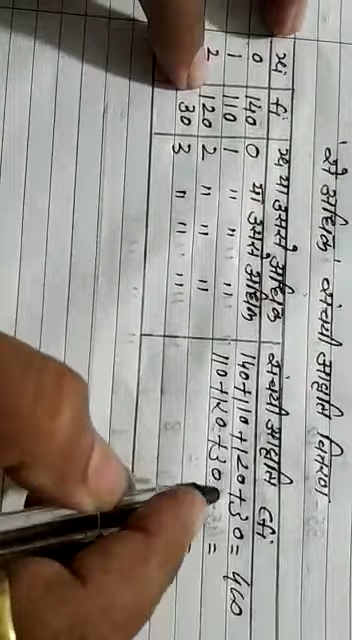 'से अधिक' संचयी आवृत्ति वितरण
xi fi x या उससे अधिक संचयी आवृत्ति cfi
0 140 0 या उससे अधिक 140+110+120+30=400
1 110 1 " " " 110+120+30 =
2 120 2 " " "
30 3 " " "